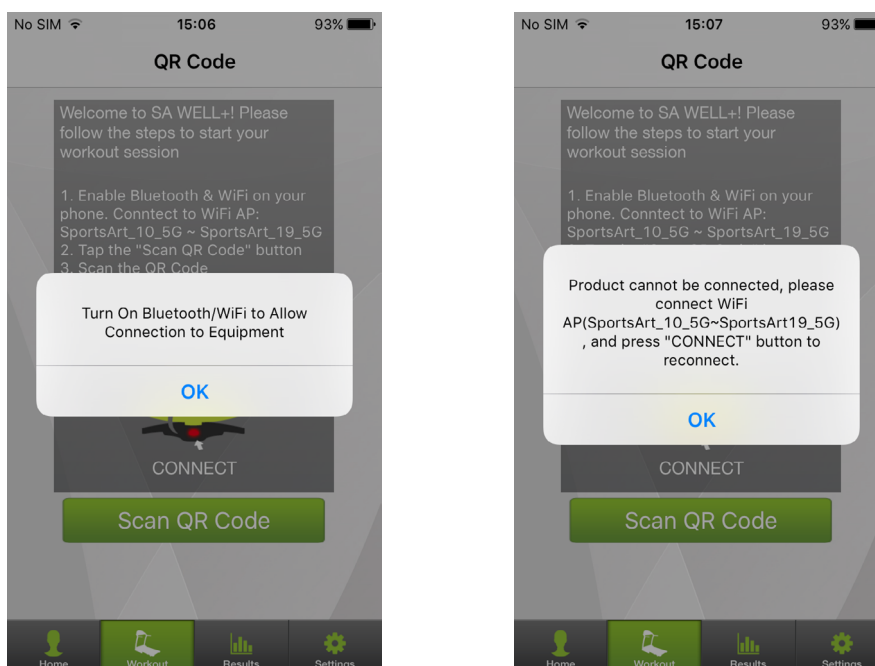 No SIM 15:06 93%
QR Code
Welcome to SA WELL+! Please
follow the steps to start your
workout session
1. Enable Bluetooth & WiFi on your
phone. Conntect to WiFi AP:
SportsArt_10_5G ~ SportsArt_19_5G
2. Tap the "Scan QR Code" button
3. Scan the QR Code
Turn On Bluetooth/WiFi to Allow
Connection to Equipment
OK
CONNECT
Scan QR Code
Home Workout Results Settings
No SIM 15:07 93%
QR Code
Welcome to SA WELL+! Please
follow the steps to start your
workout session
1. Enable Bluetooth & WiFi on your
phone. Conntect to WiFi AP:
SportsArt_10_5G ~ SportsArt_19_5G
Product cannot be connected, please
connect WiFi
AP(SportsArt_10_5G~SportsArt19_5G)
, and press "CONNECT" button to
reconnect.
OK
CONNECT
Scan QR Code
Home Workout Results Settings